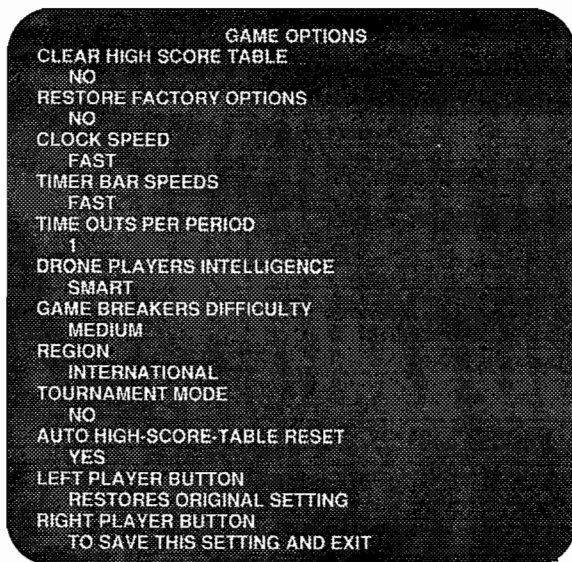 GAME OPTIONS
CLEAR HIGH SCORE TABLE
NO
RESTORE FACTORY OPTIONS
NO
CLOCK SPEED
FAST
TIMER BAR SPEEDS
FAST
TIME OUTS PER PERIOD
1
DRONE PLAYERS INTELLIGENCE
SMART
GAME BREAKERS DIFFICULTY
MEDIUM
REGION
INTERNATIONAL
TOURNAMENT MODE
NO
AUTO HIGH-SCORE-TABLE RESET
YES
LEFT PLAYER BUTTON
RESTORES ORIGINAL SETTING
RIGHT PLAYER BUTTON
TO SAVE THIS SETTING AND EXIT